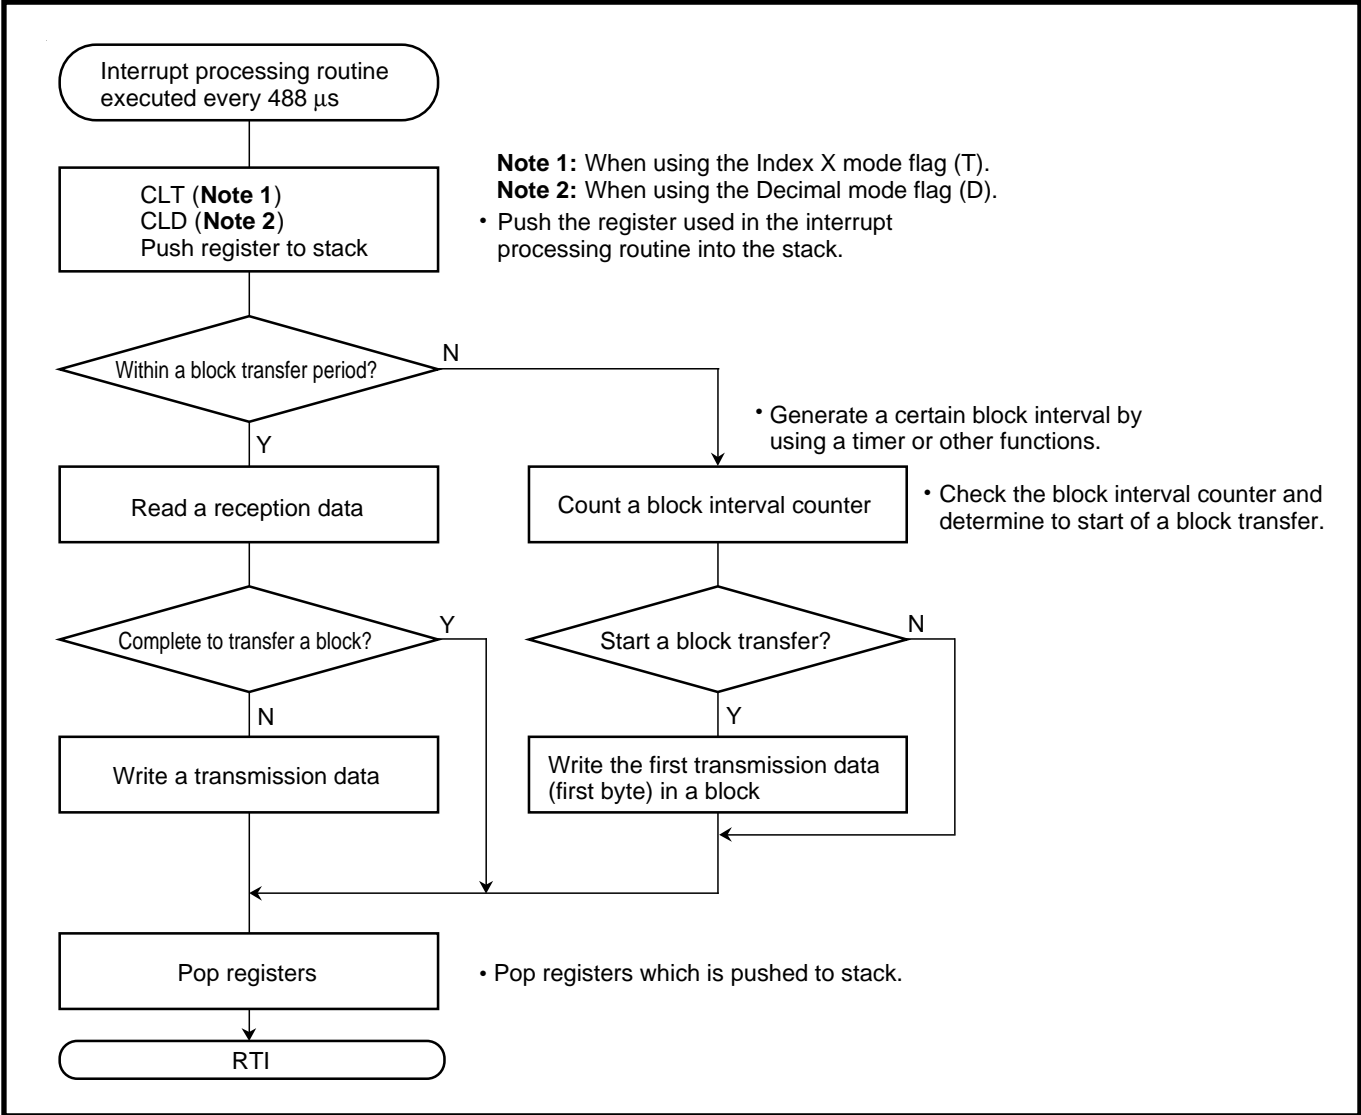 Interrupt processing routine
executed every 488 μs
CLT (Note 1)
CLD (Note 2)
Push register to stack
Note 1: When using the Index X mode flag (T).
Note 2: When using the Decimal mode flag (D).
• Push the register used in the interrupt
processing routine into the stack.
Within a block transfer period?
N
Y
• Generate a certain block interval by
using a timer or other functions.
Read a reception data
Count a block interval counter
• Check the block interval counter and
determine to start of a block transfer.
Complete to transfer a block?
Y
N
Start a block transfer?
N
Y
Write a transmission data
Write the first transmission data
(first byte) in a block
Pop registers
• Pop registers which is pushed to stack.
RTI